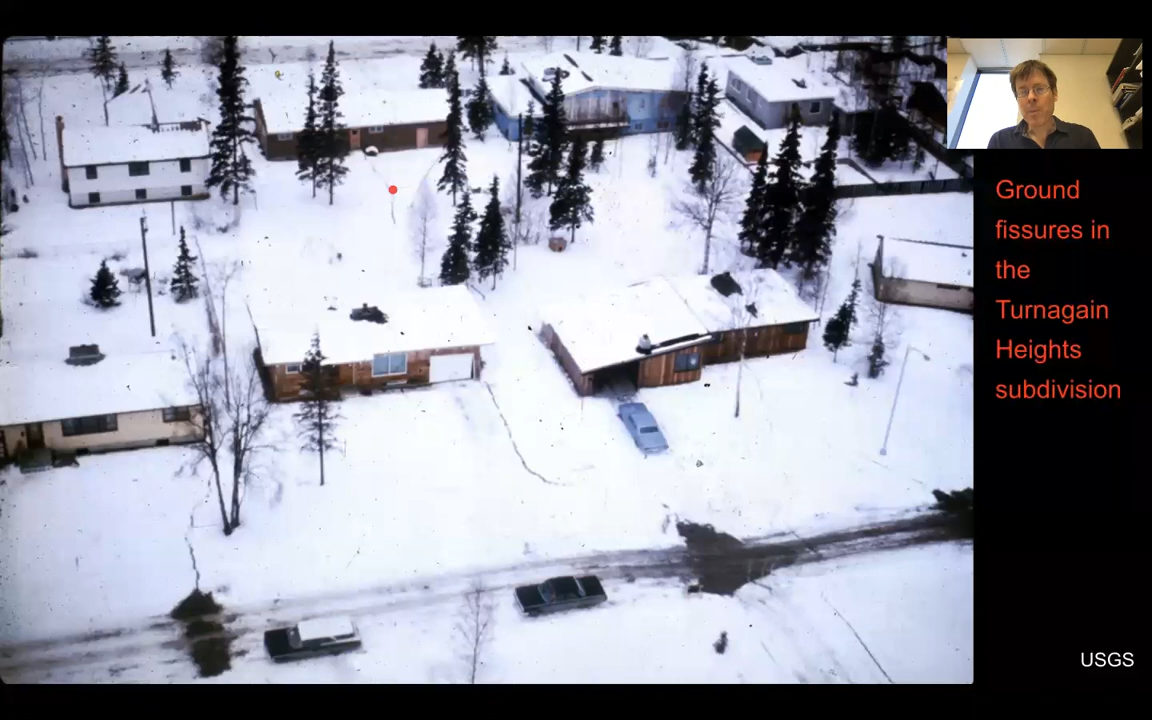 Ground
fissures in
the
Turnagain
Heights
subdivision
USGS